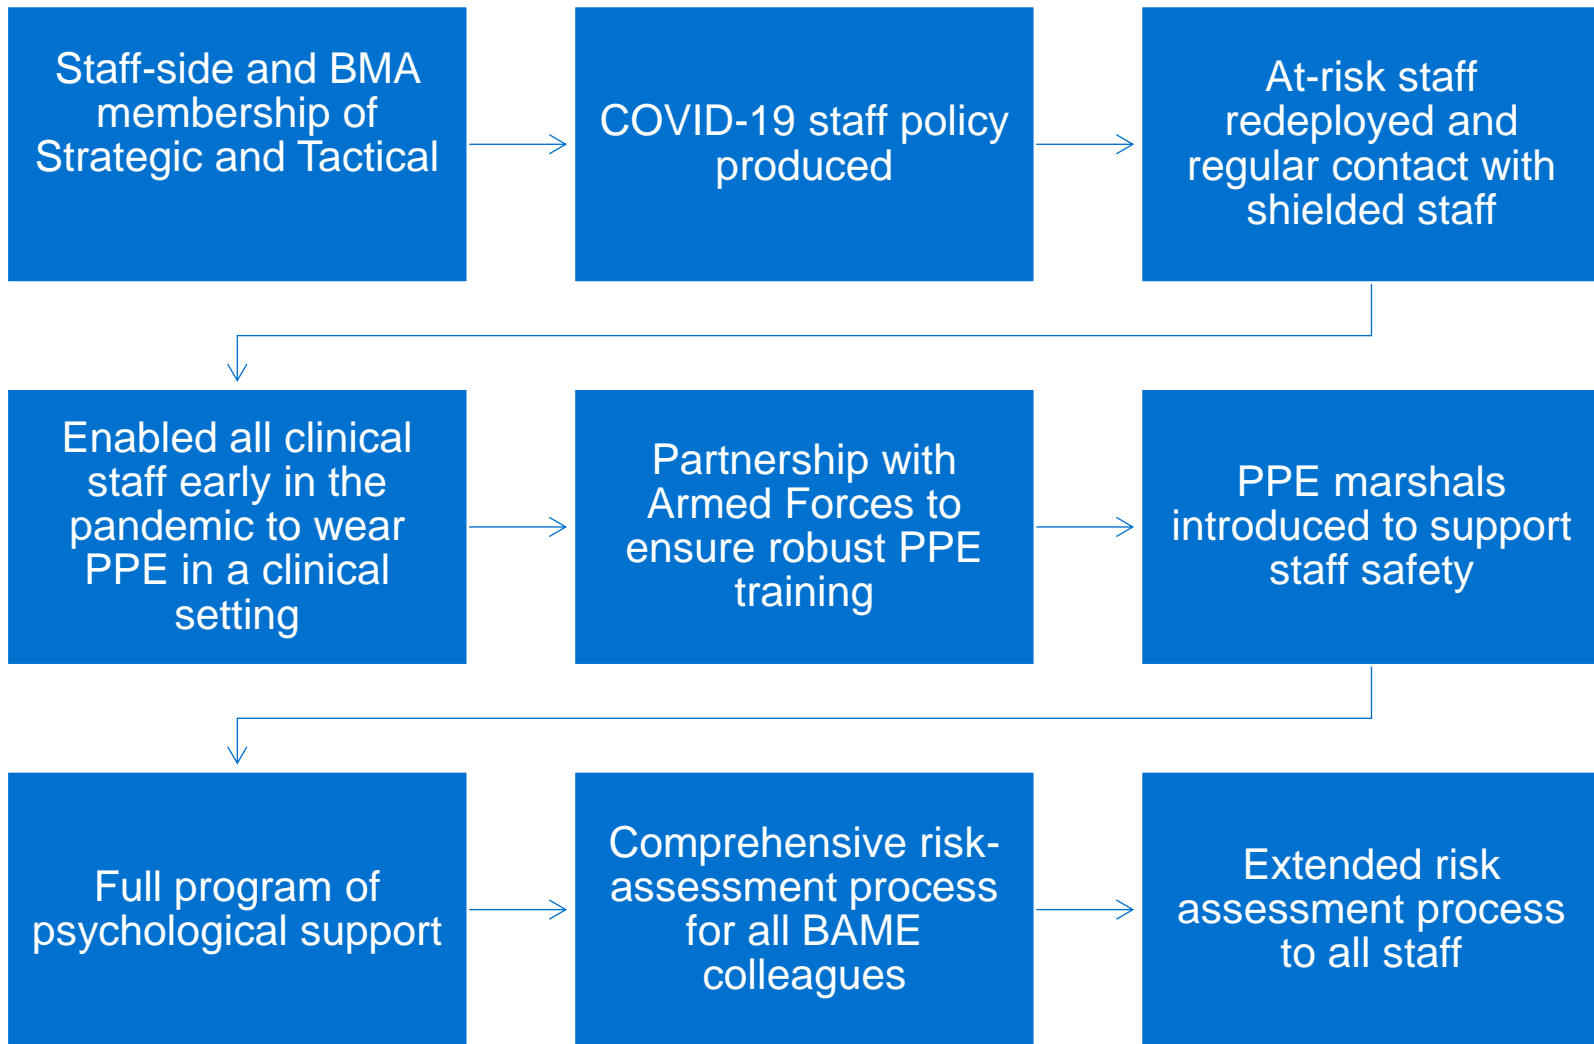 Staff-side and BMA
membership of
Strategic and Tactical
COVID-19 staff policy
produced
At-risk staff
redeployed and
regular contact with
shielded staff
Enabled all clinical
staff early in the
pandemic to wear
PPE in a clinical
setting
Partnership with
Armed Forces to
ensure robust PPE
training
PPE marshals
introduced to support
staff safety
Full program of
psychological support
Comprehensive risk-
assessment process
for all BAME
colleagues
Extended risk
assessment process
to all staff